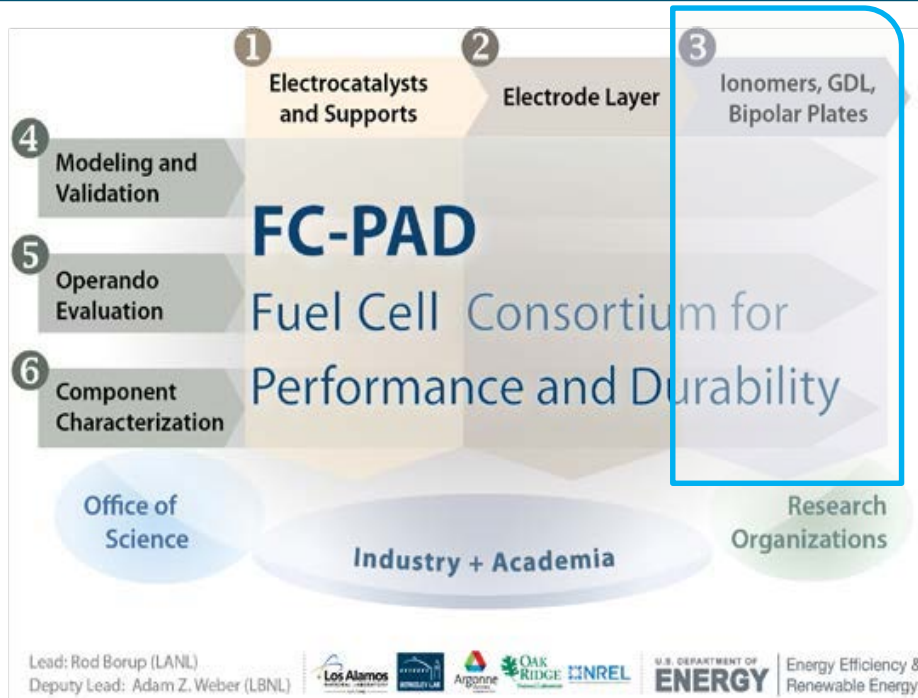 1
Electrocatalysts
and Supports
2
Electrode Layer
3
Ionomers, GDL,
Bipolar Plates
4
Modeling and
Validation
5
Operando
Evaluation
6
Component
Characterization
FC-PAD
Fuel Cell Consortium for
Performance and Durability
Office of
Science
Industry + Academia
Research
Organizations
Lead: Rod Borup (LANL)
Deputy Lead: Adam Z. Weber (LBNL)
Los Alamos
BERKELEY LAB
Argonne
OAK
RIDGE
NREL
U.S. DEPARTMENT OF
ENERGY
Energy Efficiency &
Renewable Energy